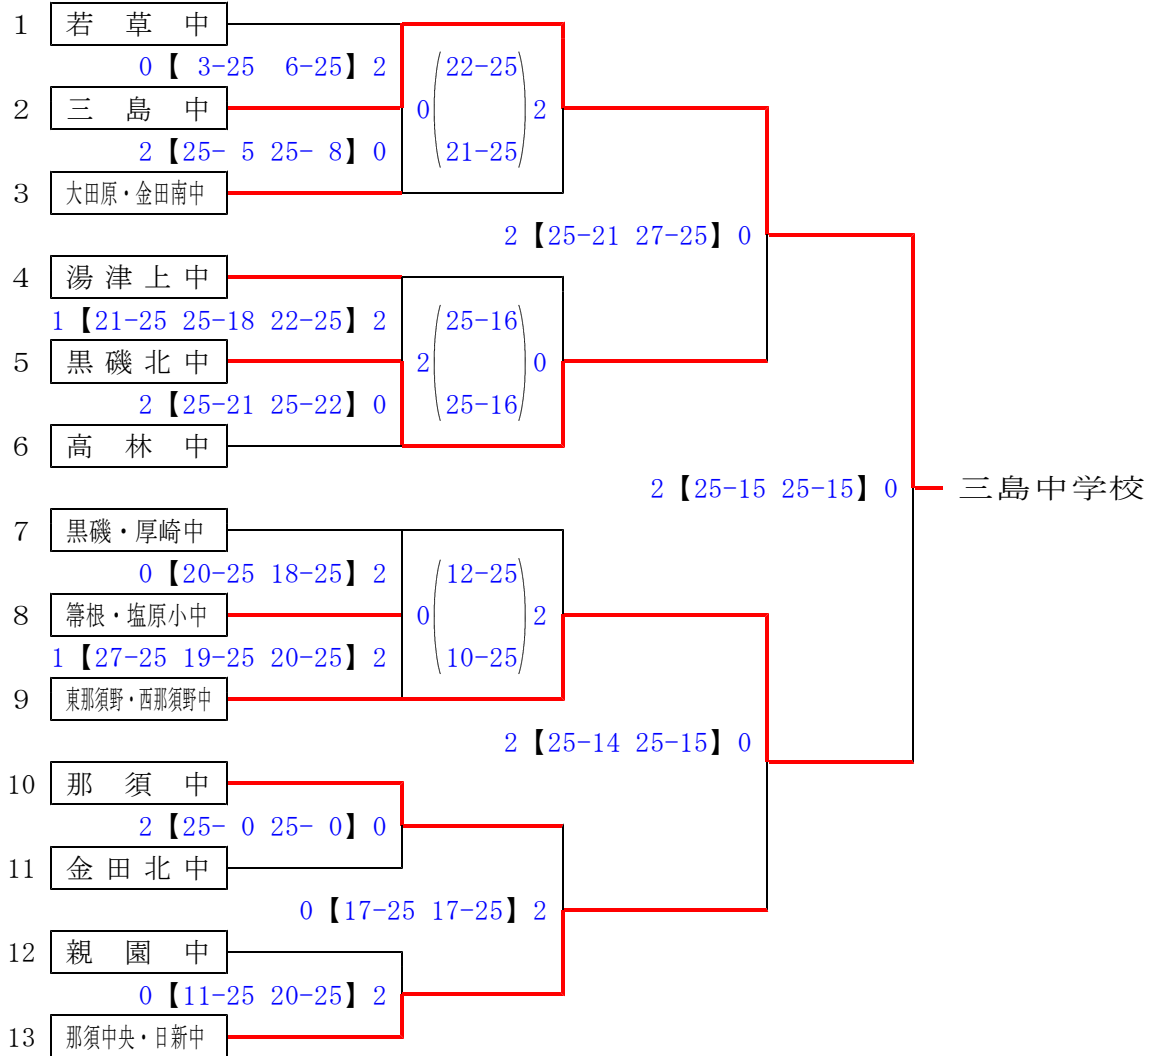 1 若草中
0【 3-25  6-25】2
(22-25)
2 三島中
0 2
2【25- 5 25- 8】0
(21-25)
3 大田原・金田南中
2【25-21 27-25】0
4 湯津上中
1【21-25 25-18 22-25】2
(25-16)
5 黒磯北中
2 0
2【25-21 25-22】0
(25-16)
6 高林中
2【25-15 25-15】0 三島中学校
7 黒磯・厚崎中
0【20-25 18-25】2
(12-25)
8 箒根・塩原小中
0 2
1【27-25 19-25 20-25】2
(10-25)
9 東那須野・西那須野中
2【25-14 25-15】0
10 那須中
2【25- 0 25- 0】0
11 金田北中
0【17-25 17-25】2
12 親園中
0【11-25 20-25】2
13 那須中央・日新中